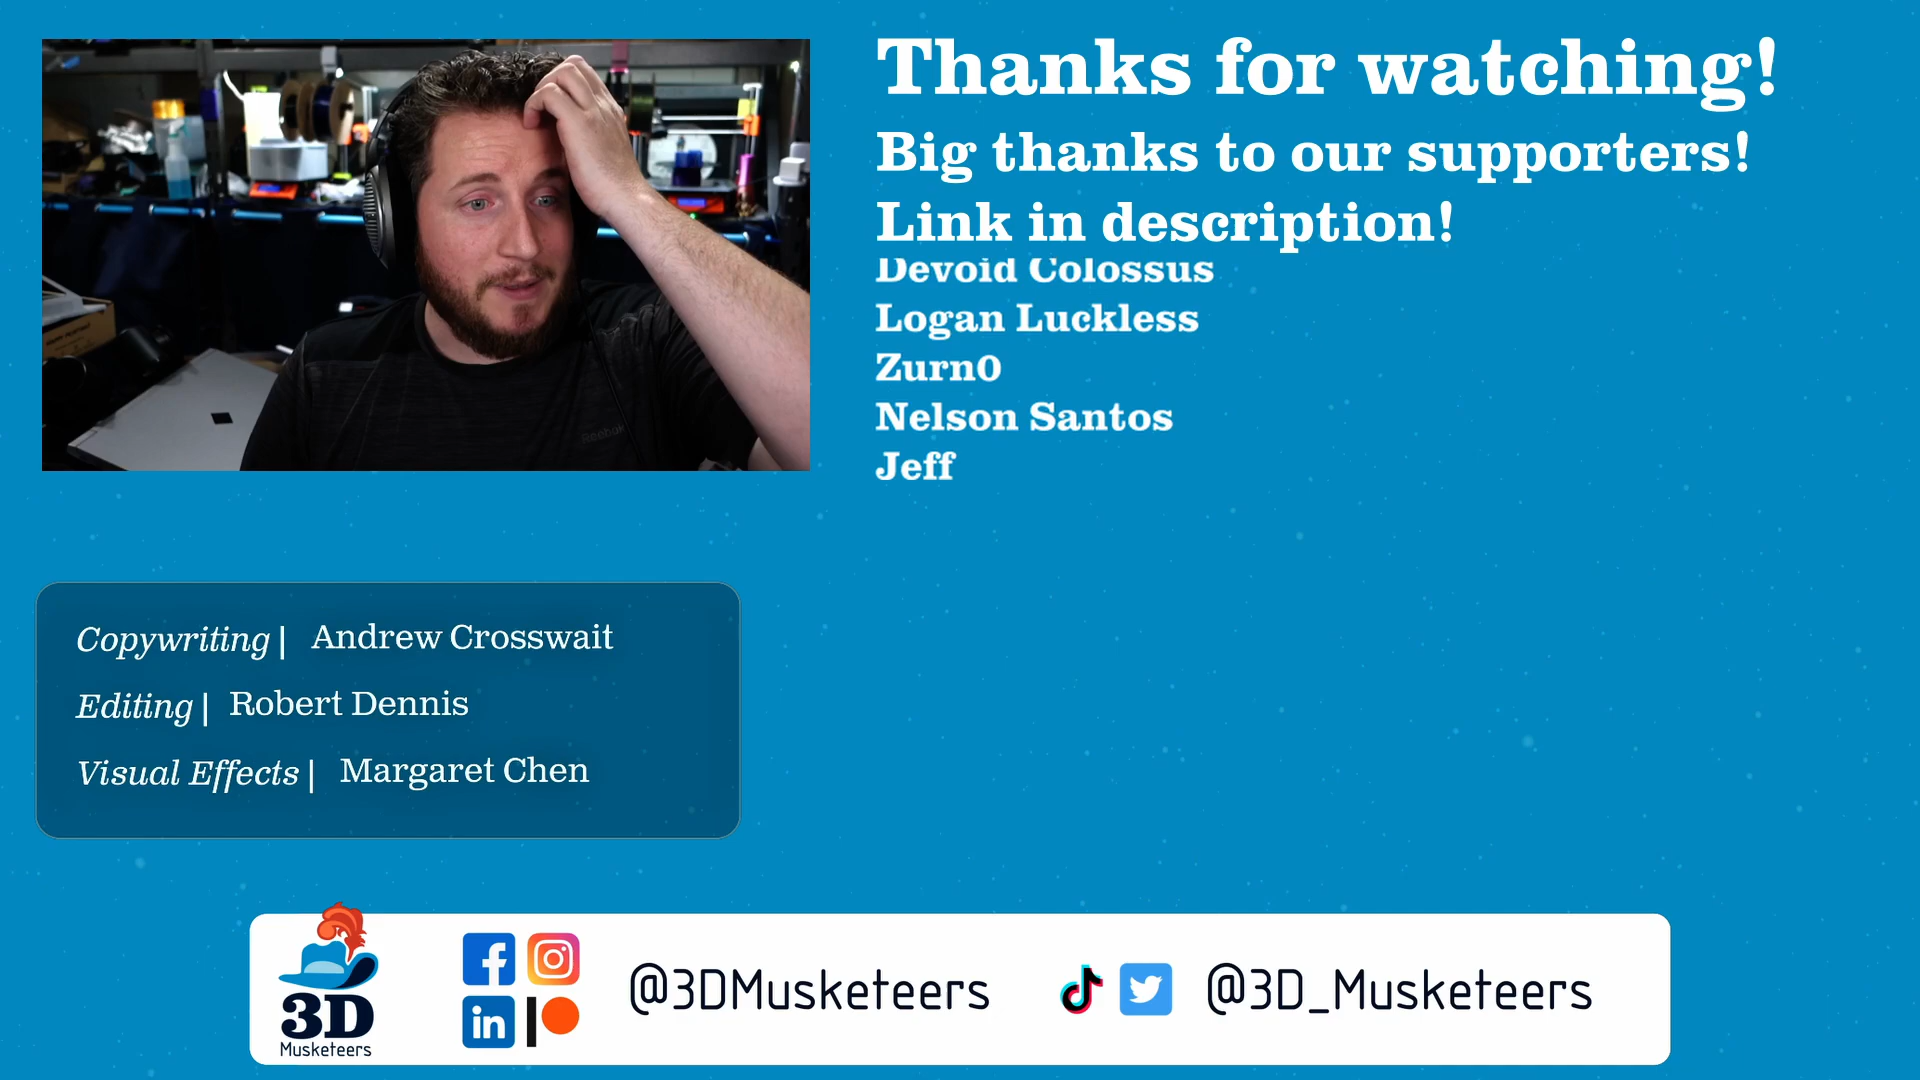 Thanks for watching!
Big thanks to our supporters!
Link in description!
Devoid Colossus
Logan Luckless
Zurn0
Nelson Santos
Jeff
Reebok
Copywriting | Andrew Crosswait
Editing | Robert Dennis
Visual Effects | Margaret Chen
3D
Musketeers
@3DMusketeers
@3D_Musketeers